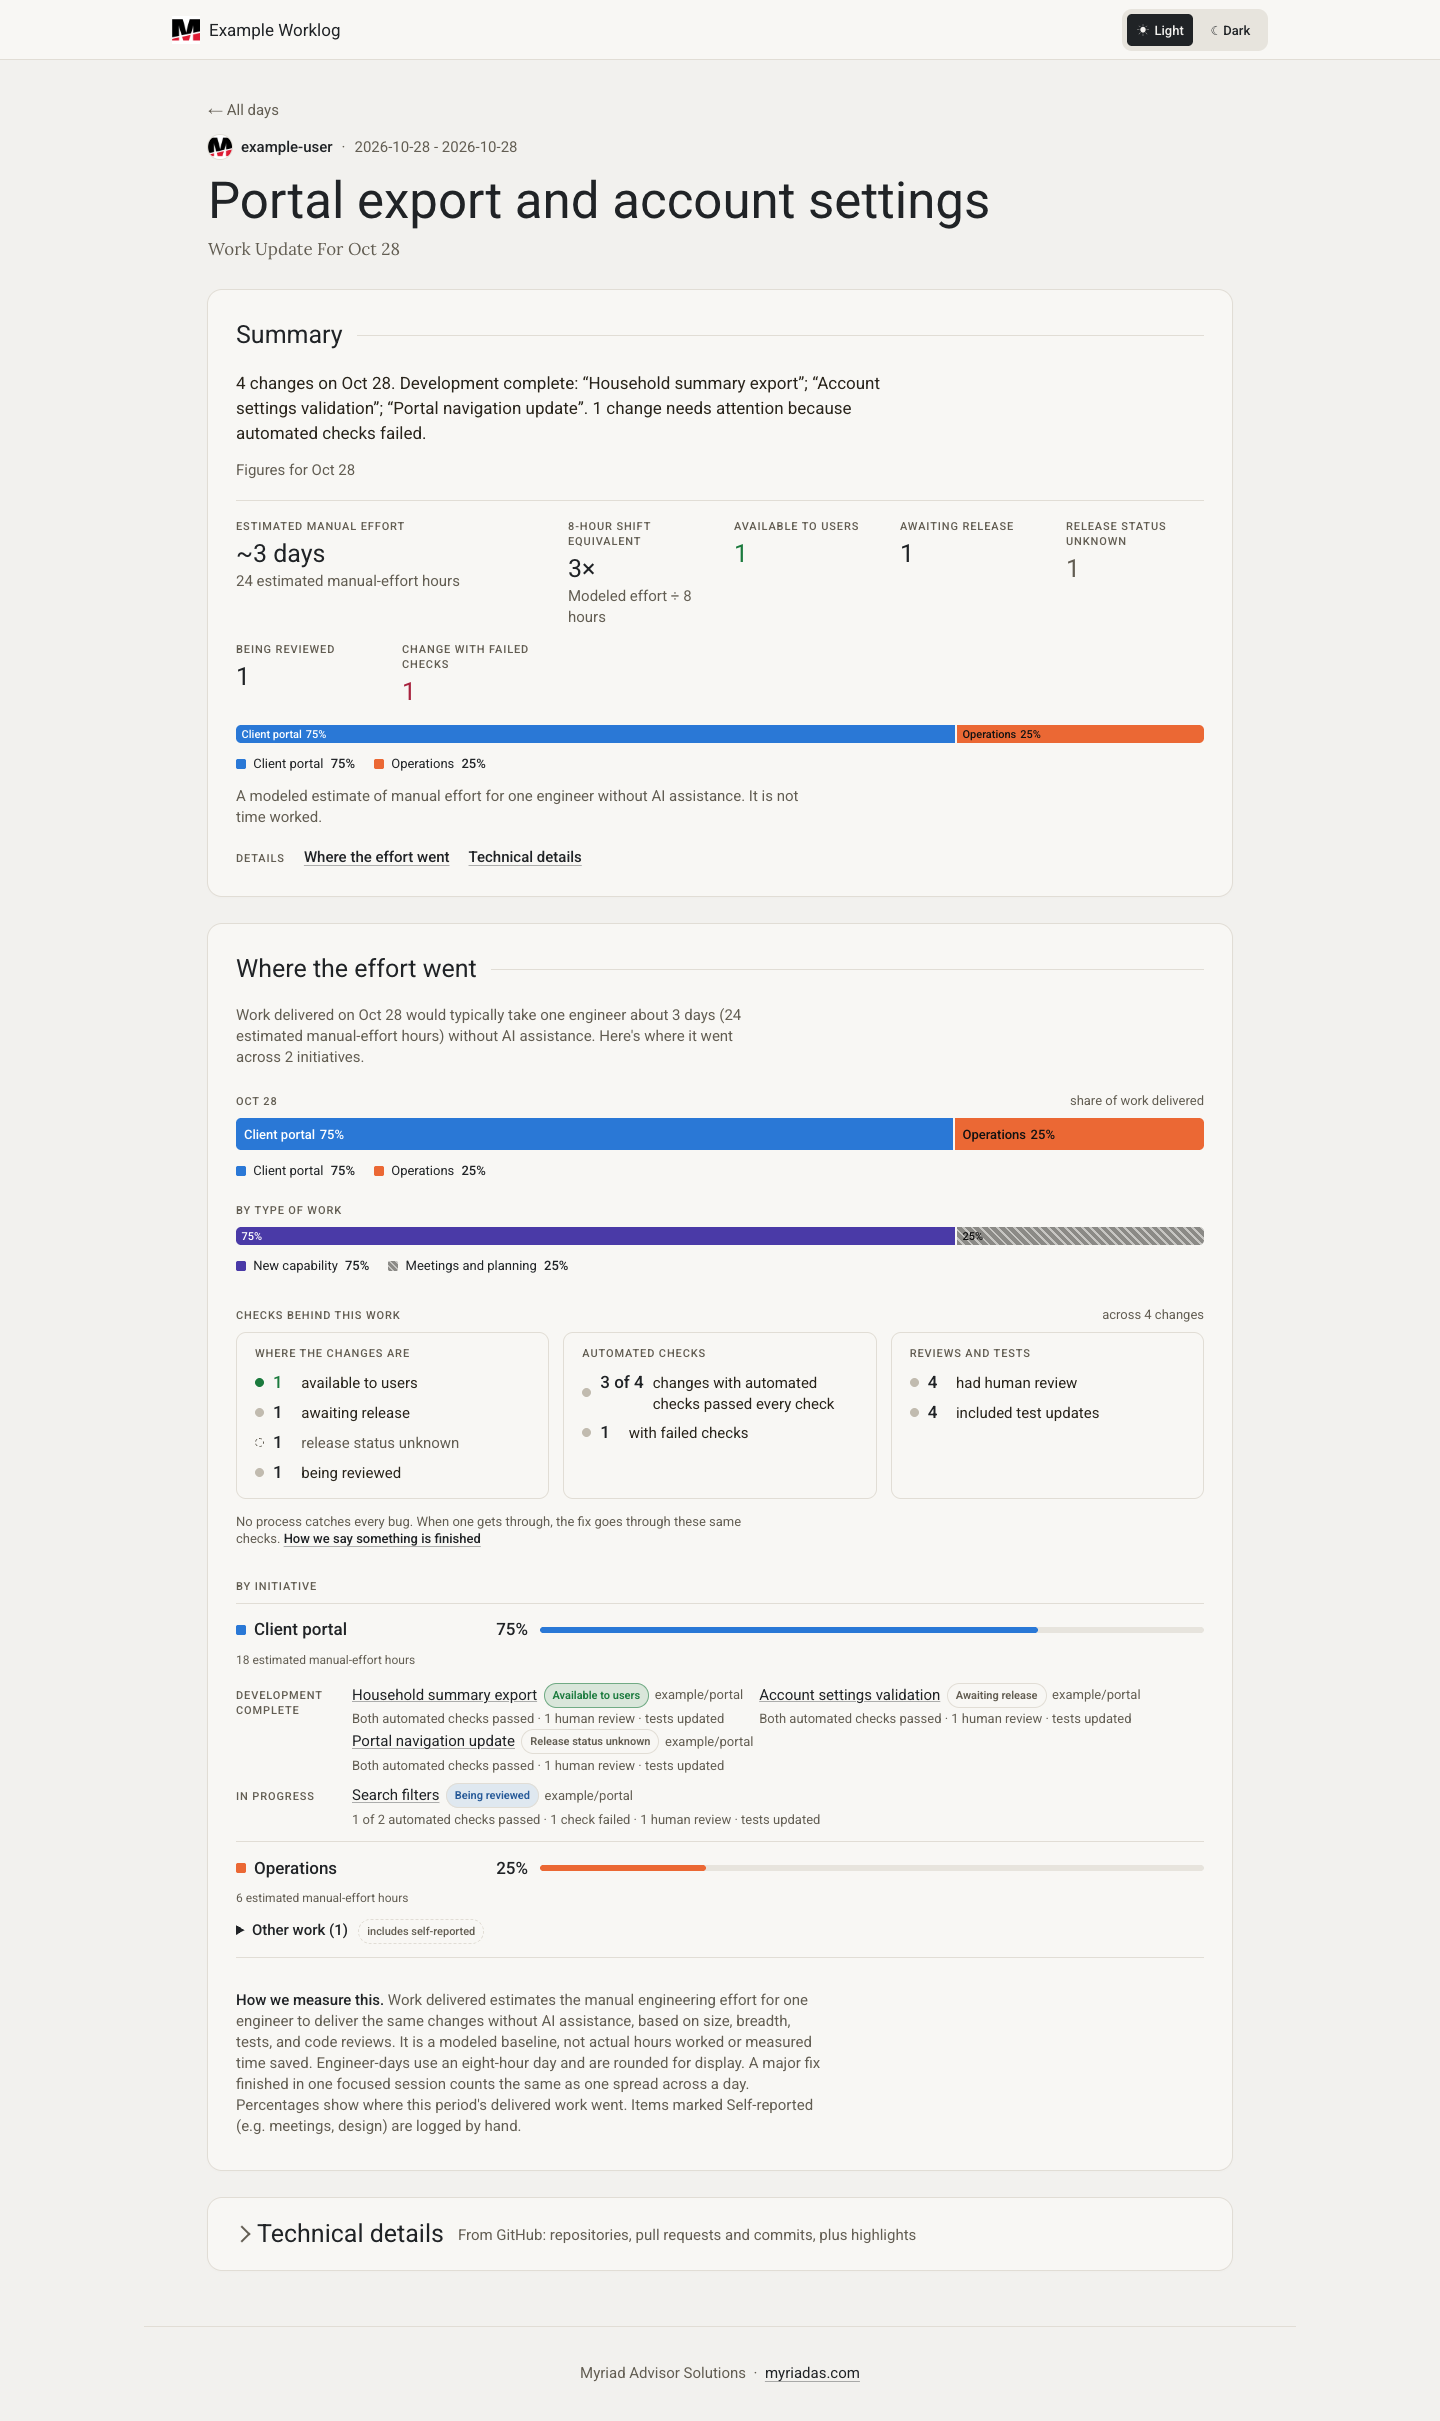 Example Worklog
☀ Light
☾ Dark
← All days
example-user · 2026-10-28 - 2026-10-28
Portal export and account settings
Work Update For Oct 28
Summary
4 changes on Oct 28. Development complete: “Household summary export”; “Account
settings validation”; “Portal navigation update”. 1 change needs attention because
automated checks failed.
Figures for Oct 28
ESTIMATED MANUAL EFFORT
~3 days
24 estimated manual-effort hours
8-HOUR SHIFT
EQUIVALENT
3×
Modeled effort ÷ 8
hours
AVAILABLE TO USERS
1
AWAITING RELEASE
1
RELEASE STATUS
UNKNOWN
1
BEING REVIEWED
1
CHANGE WITH FAILED
CHECKS
1
Client portal 75%
Operations 25%
Client portal 75%
Operations 25%
A modeled estimate of manual effort for one engineer without AI assistance. It is not
time worked.
DETAILS Where the effort went Technical details
Where the effort went
Work delivered on Oct 28 would typically take one engineer about 3 days (24
estimated manual-effort hours) without AI assistance. Here's where it went
across 2 initiatives.
OCT 28
share of work delivered
Client portal 75%
Operations 25%
Client portal 75%
Operations 25%
BY TYPE OF WORK
75%
25%
New capability 75%
Meetings and planning 25%
CHECKS BEHIND THIS WORK
across 4 changes
WHERE THE CHANGES ARE
1 available to users
1 awaiting release
1 release status unknown
1 being reviewed
AUTOMATED CHECKS
3 of 4 changes with automated
checks passed every check
1 with failed checks
REVIEWS AND TESTS
4 had human review
4 included test updates
No process catches every bug. When one gets through, the fix goes through these same
checks. How we say something is finished
BY INITIATIVE
Client portal 75%
18 estimated manual-effort hours
DEVELOPMENT
COMPLETE
Household summary export Available to users example/portal
Both automated checks passed · 1 human review · tests updated
Account settings validation Awaiting release example/portal
Both automated checks passed · 1 human review · tests updated
Portal navigation update Release status unknown example/portal
Both automated checks passed · 1 human review · tests updated
IN PROGRESS
Search filters Being reviewed example/portal
1 of 2 automated checks passed · 1 check failed · 1 human review · tests updated
Operations 25%
6 estimated manual-effort hours
▶ Other work (1) includes self-reported
How we measure this. Work delivered estimates the manual engineering effort for one
engineer to deliver the same changes without AI assistance, based on size, breadth,
tests, and code reviews. It is a modeled baseline, not actual hours worked or measured
time saved. Engineer-days use an eight-hour day and are rounded for display. A major fix
finished in one focused session counts the same as one spread across a day.
Percentages show where this period's delivered work went. Items marked Self-reported
(e.g. meetings, design) are logged by hand.
Technical details From GitHub: repositories, pull requests and commits, plus highlights
Myriad Advisor Solutions · myriadas.com